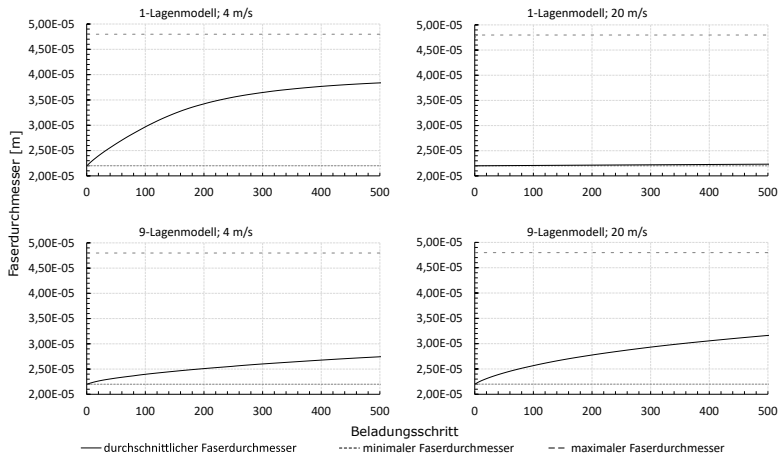 1-Lagenmodell; 4 m/s
5,00E-05
4,50E-05
4,00E-05
3,50E-05
3,00E-05
2,50E-05
2,00E-05
0 100 200 300 400 500
1-Lagenmodell; 20 m/s
5,00E-05
4,50E-05
4,00E-05
3,50E-05
3,00E-05
2,50E-05
2,00E-05
0 100 200 300 400 500
Faserdurchmesser [m]
9-Lagenmodell; 4 m/s
5,00E-05
4,50E-05
4,00E-05
3,50E-05
3,00E-05
2,50E-05
2,00E-05
0 100 200 300 400 500
9-Lagenmodell; 20 m/s
5,00E-05
4,50E-05
4,00E-05
3,50E-05
3,00E-05
2,50E-05
2,00E-05
0 100 200 300 400 500
Beladungsschritt
durchschnittlicher Faserdurchmesser minimaler Faserdurchmesser maximaler Faserdurchmesser